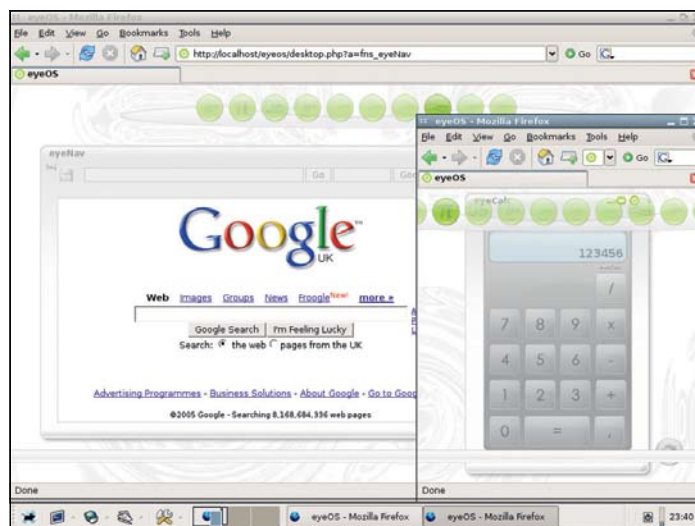 eyeOS - Mozilla Firefox
File Edit View Go Bookmarks Tools Help
http://localhost/eyeos/desktop.php?a=fns_eyeNav
Go
G
eyeOS
eyeNav
Go
Goo
Google™
UK
Web Images Groups News Froogle New! more »
Google Search I'm Feeling Lucky
Search: the web pages from the UK
Advertising Programmes - Business Solutions - About Google - Go to Goog
©2005 Google - Searching 8,168,684,336 web pages
Done
eyeOS - Mozilla Firefox
File Edit View Go Bookmarks Tools Help
Go
G
eyeOS
eyeCalc
123456
/
7 8 9 x
4 5 6 -
1 2 3 +
0 = ,
Done
eyeOS - Mozilla Firefox
eyeOS - Mozilla Firefox
23:40